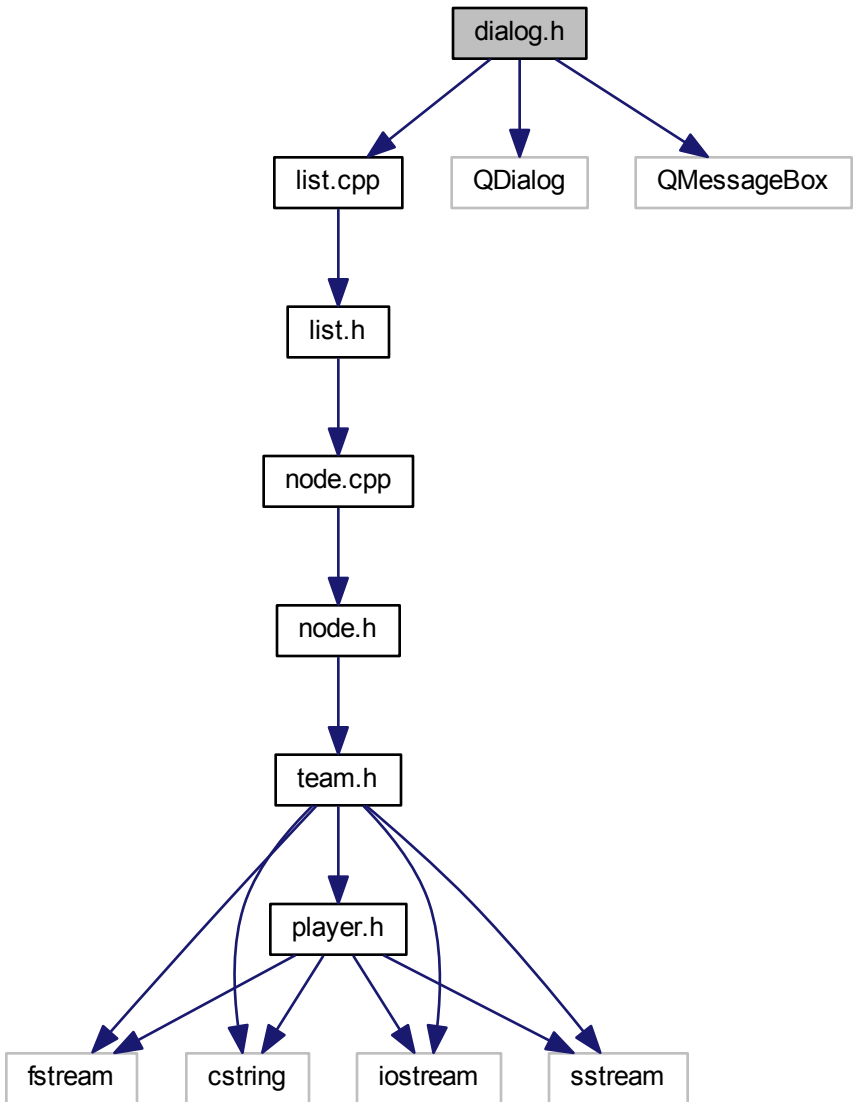 dialog.h
list.cpp
QDialog
QMessageBox
list.h
node.cpp
node.h
team.h
player.h
fstream
cstring
iostream
sstream